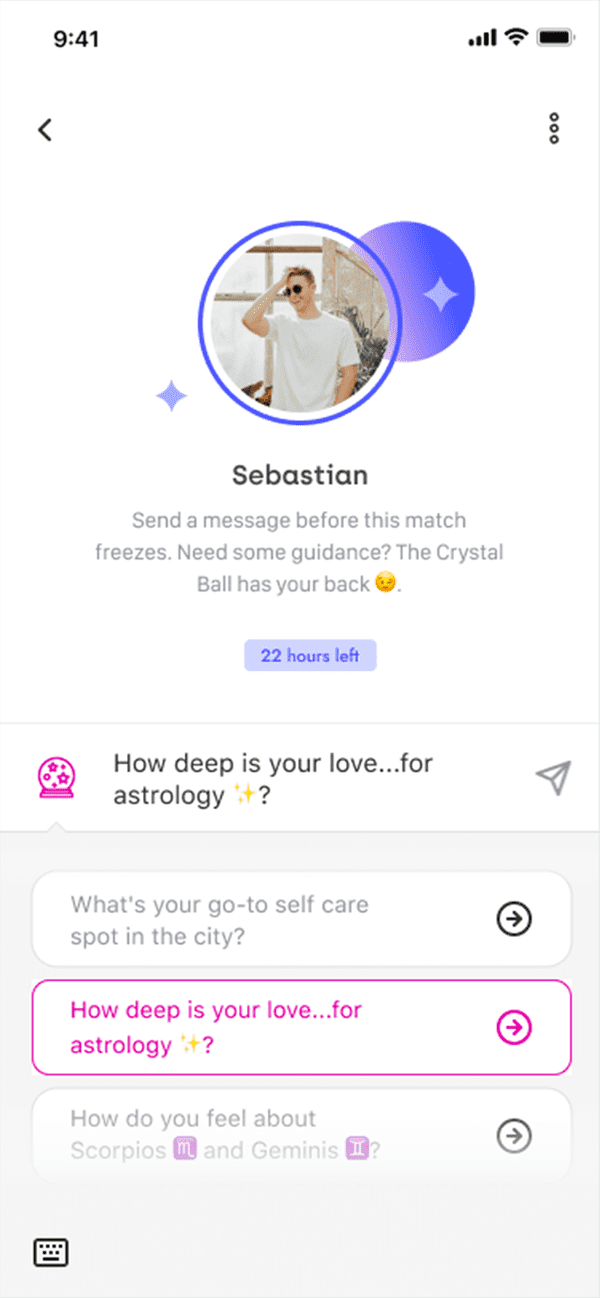 9:41
Sebastian
Send a message before this match
freezes. Need some guidance? The Crystal
Ball has your back 😉.
22 hours left
How deep is your love...for
astrology ✨?
What's your go-to self care
spot in the city?
How deep is your love...for
astrology ✨?
How do you feel about
Scorpios ♏ and Geminis ♊?